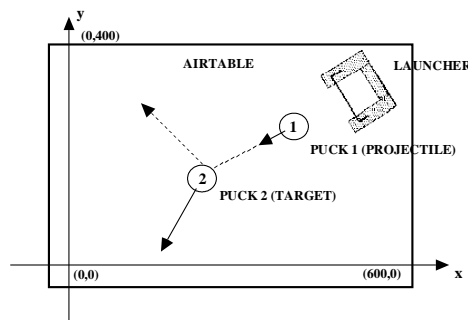 y
(0,400)
AIRTABLE
LAUNCHER
1
PUCK 1 (PROJECTILE)
2
PUCK 2 (TARGET)
(0,0)
(600,0)
x